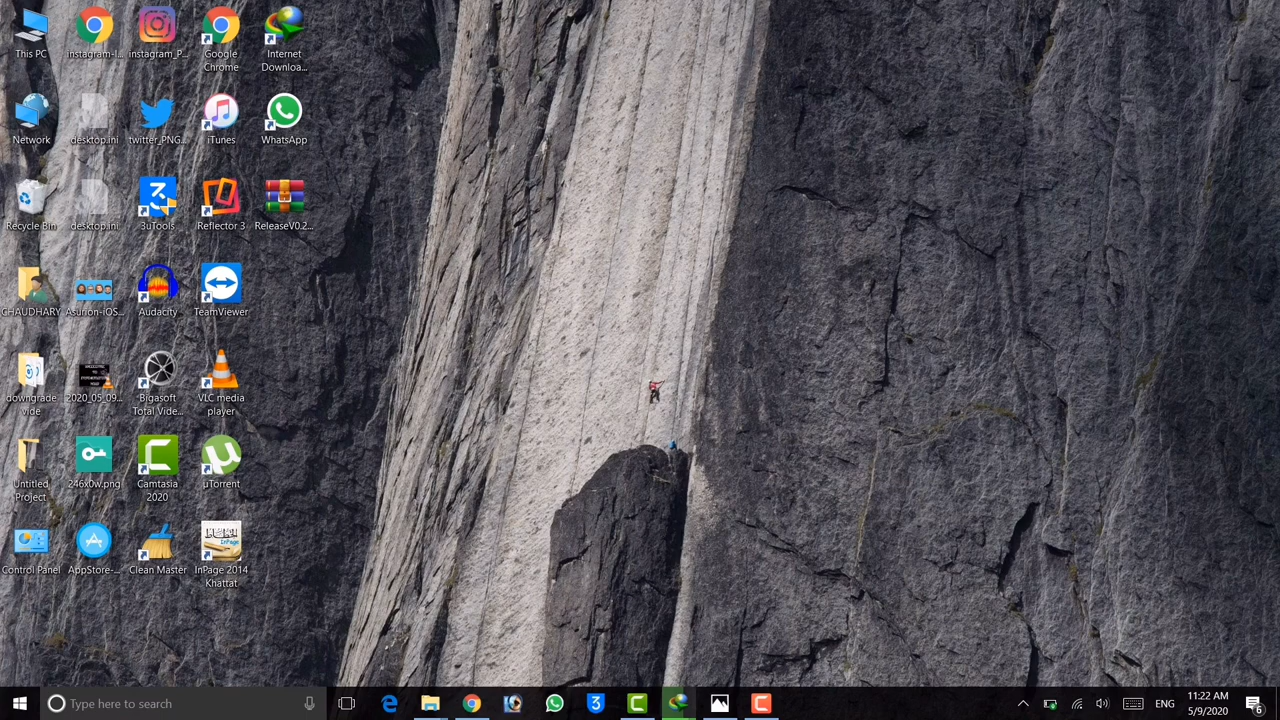 This PC
instagram-l...
instagram_P...
Google
Chrome
Internet
Downloa...
Network
desktop.ini
twitter_PNG...
iTunes
WhatsApp
Recycle Bin
desktop.ini
3uTools
Reflector 3
ReleaseV0.2...
CHAUDHARY
Asurion-iOS...
Audacity
TeamViewer
downgrade
vide
2020_05_09...
Bigasoft
Total Vide...
VLC media
player
Untitled
Project
246x0w.png
Camtasia
2020
µTorrent
Control Panel
AppStore-...
Clean Master
InPage 2014
Khattat
Type here to search
ENG
11:22 AM
5/9/2020
6